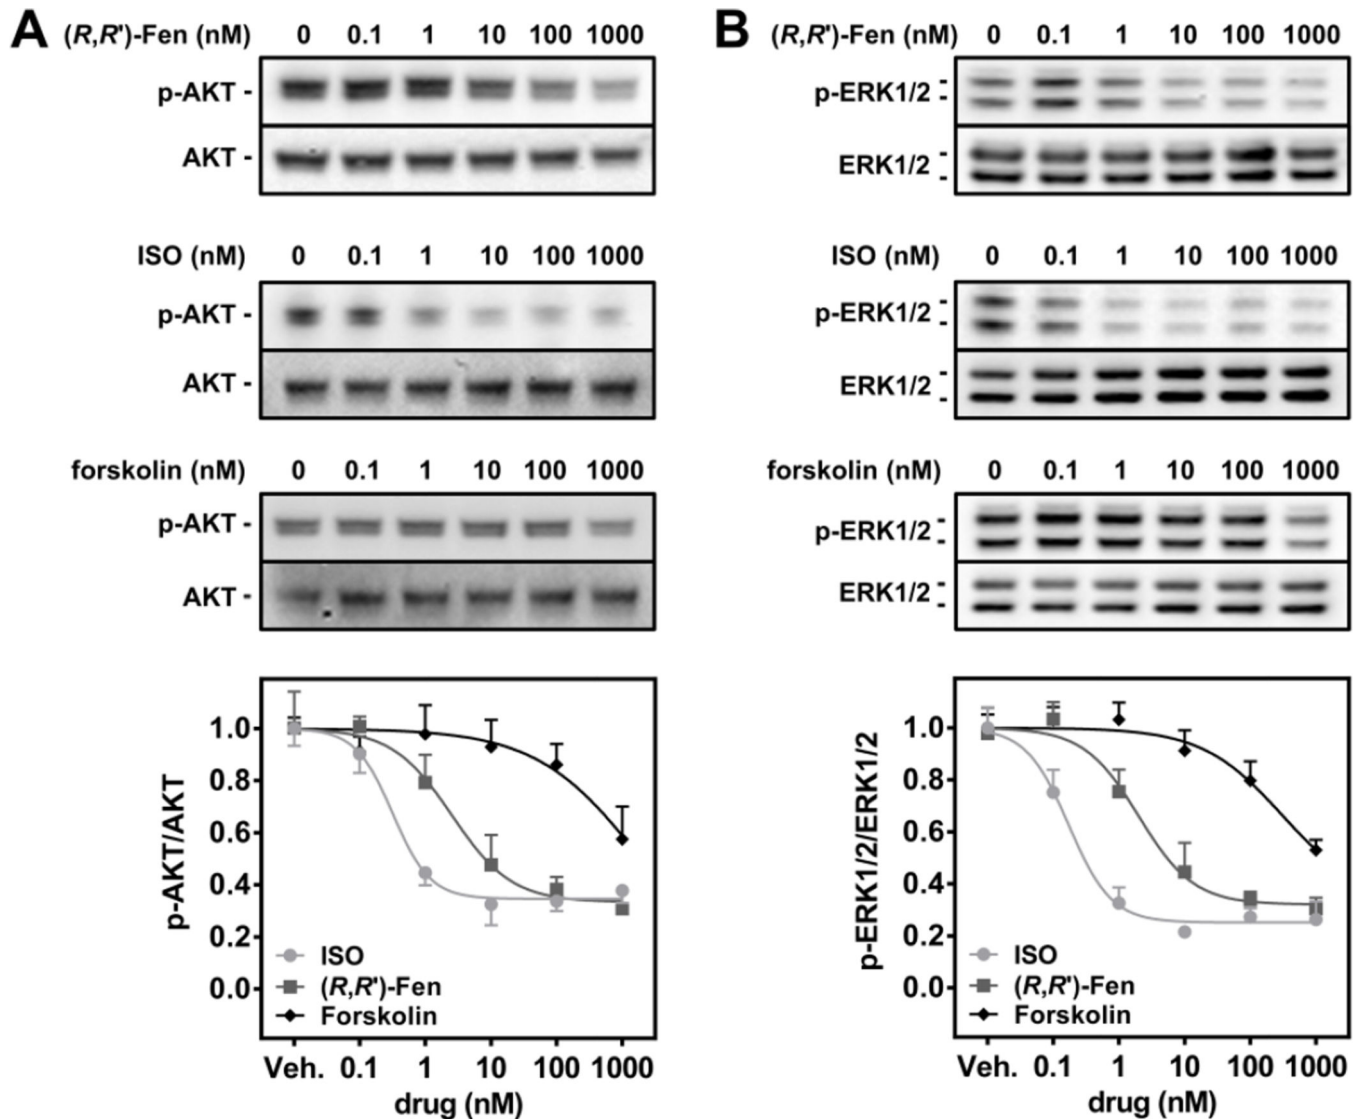 A (R,R')-Fen (nM) 0 0.1 1 10 100 1000
p-AKT -
AKT -
ISO (nM) 0 0.1 1 10 100 1000
p-AKT -
AKT -
forskolin (nM) 0 0.1 1 10 100 1000
p-AKT -
AKT -
p-AKT/AKT
1.0
0.8
0.6
0.4
0.2
0.0
ISO
(R,R')-Fen
Forskolin
Veh. 0.1 1 10 100 1000
drug (nM)
B (R,R')-Fen (nM) 0 0.1 1 10 100 1000
p-ERK1/2 - -
ERK1/2 - -
ISO (nM) 0 0.1 1 10 100 1000
p-ERK1/2 - -
ERK1/2 - -
forskolin (nM) 0 0.1 1 10 100 1000
p-ERK1/2 - -
ERK1/2 - -
p-ERK1/2/ERK1/2
1.0
0.8
0.6
0.4
0.2
0.0
ISO
(R,R')-Fen
Forskolin
Veh. 0.1 1 10 100 1000
drug (nM)